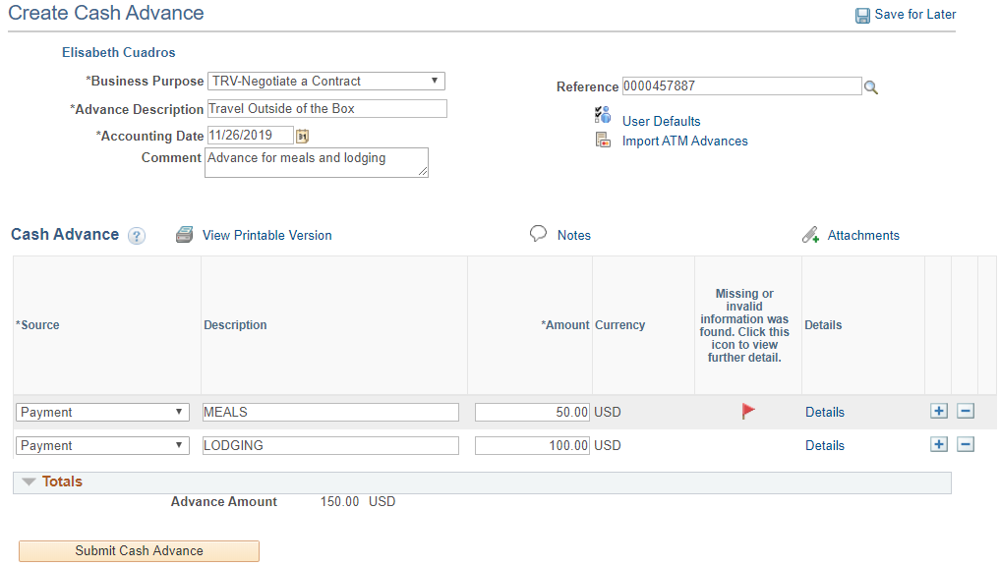 Create Cash Advance
Save for Later
Elisabeth Cuadros
*Business Purpose TRV-Negotiate a Contract
Reference 0000457887
*Advance Description Travel Outside of the Box
User Defaults
*Accounting Date 11/26/2019 31
Import ATM Advances
Comment Advance for meals and lodging
Cash Advance ? View Printable Version Notes Attachments
*Source Description *Amount Currency
Missing or
invalid
information was
found. Click this
icon to view
further detail.
Details
Payment MEALS 50.00 USD Details
Payment LODGING 100.00 USD Details
Totals
Advance Amount 150.00 USD
Submit Cash Advance